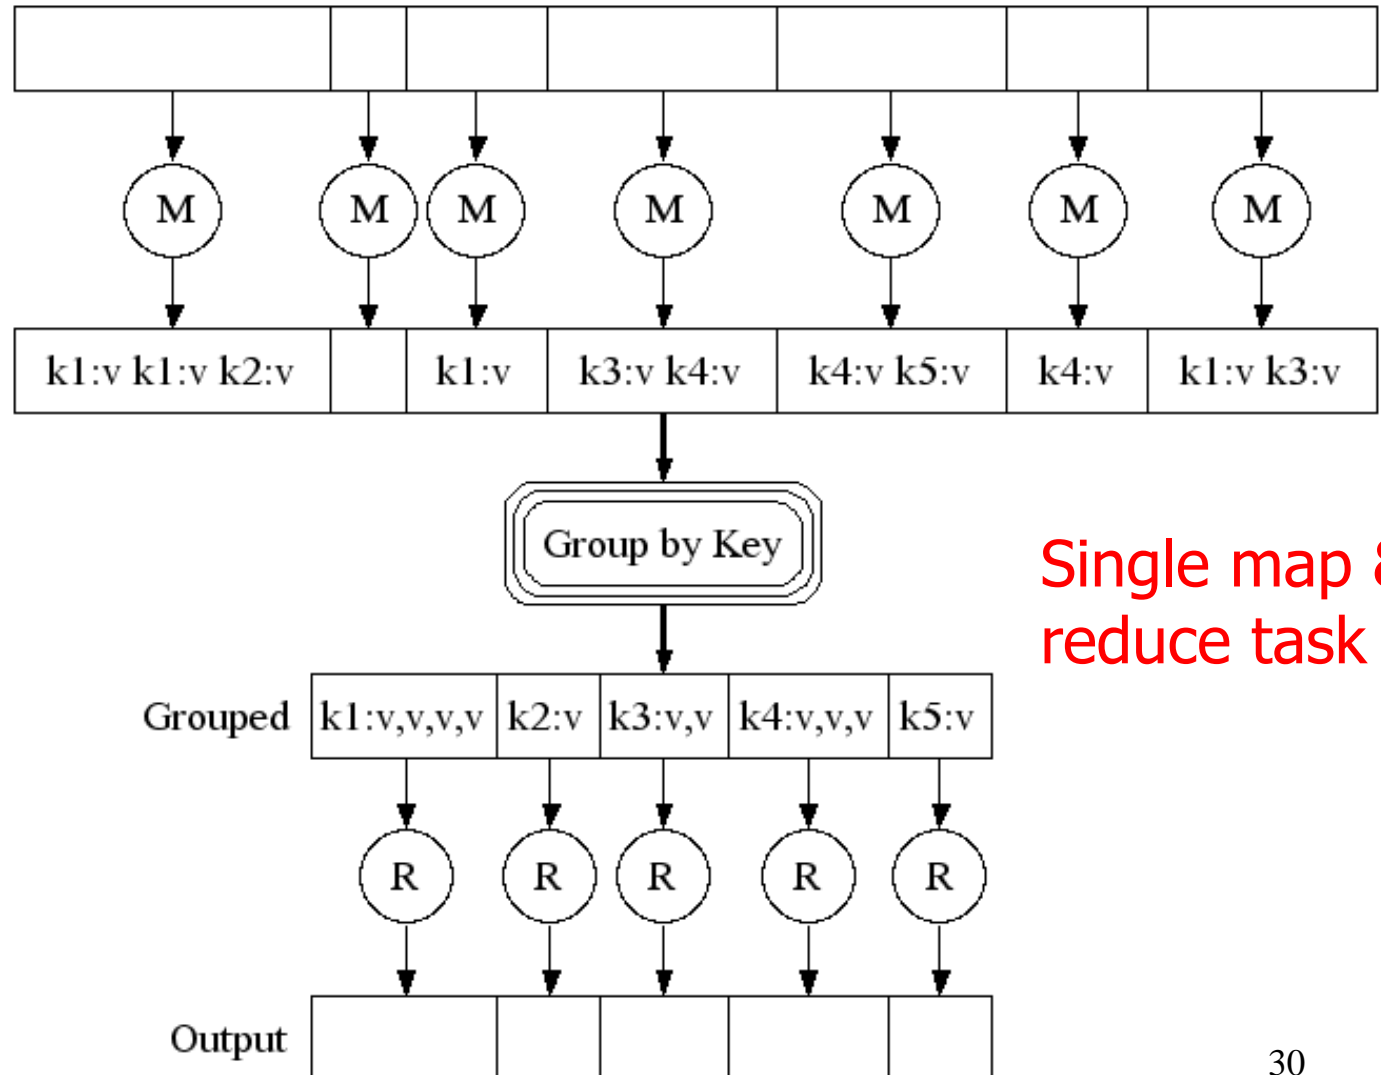 M M M M M M M
k1:v k1:v k2:v k1:v k3:v k4:v k4:v k5:v k4:v k1:v k3:v
Group by Key
Single map &
reduce task
Grouped k1:v,v,v,v k2:v k3:v,v k4:v,v,v k5:v
R R R R R
Output
30